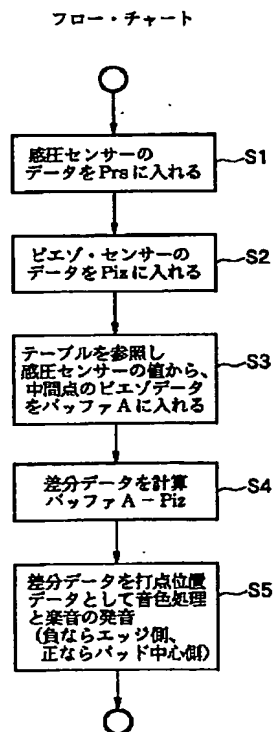 フロー・チャート
感圧センサーの
データをPrsに入れる
S1
ピエゾ・センサーの
データをPizに入れる
S2
テーブルを参照し
感圧センサーの値から、
中間点のピエゾデータ
をバッファAに入れる
S3
差分データを計算
バッファA－Piz
S4
差分データを打点位置
データとして音色処理
と楽音の発音
(負ならエッジ側、
正ならパッド中心側)
S5